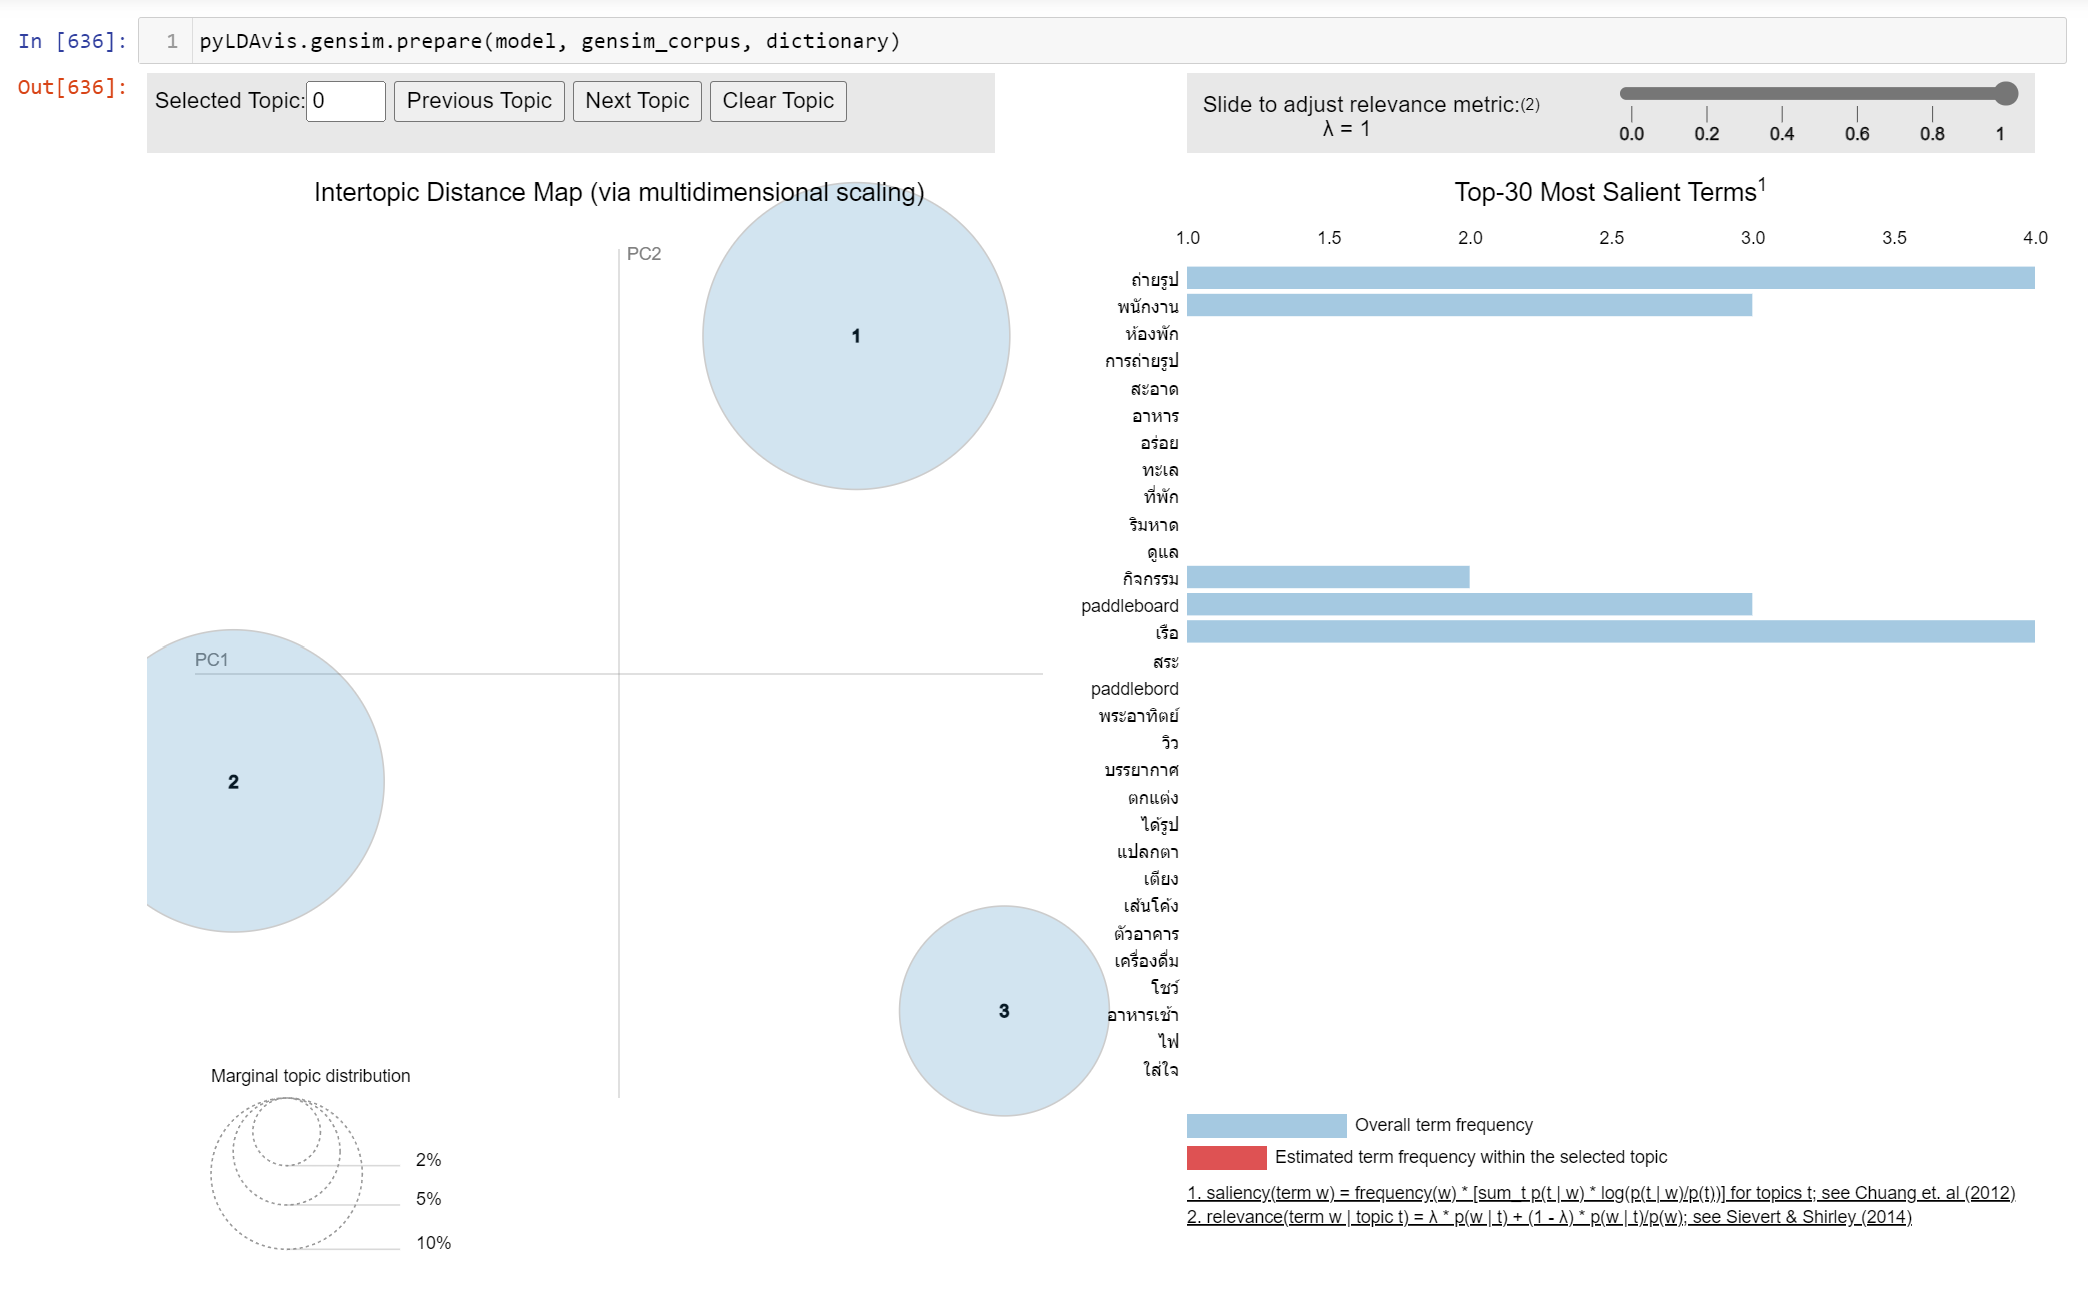 In [636]:
1 pyLDAvis.gensim.prepare(model, gensim_corpus, dictionary)
Out[636]:
Selected Topic: 0 Previous Topic Next Topic Clear Topic
Slide to adjust relevance metric:(2)
λ = 1
0.0 0.2 0.4 0.6 0.8 1
Intertopic Distance Map (via multidimensional scaling)
PC2
PC1
1
2
3
Marginal topic distribution
2%
5%
10%
Top-30 Most Salient Terms1
1.0 1.5 2.0 2.5 3.0 3.5 4.0
ถ่ายรูป
พนักงาน
ห้องพัก
การถ่ายรูป
สะอาด
อาหาร
อร่อย
ทะเล
ที่พัก
ริมหาด
ดูแล
กิจกรรม
paddleboard
เรือ
สระ
paddlebord
พระอาทิตย์
วิว
บรรยากาศ
ตกแต่ง
ได้รูป
แปลกตา
เตียง
เส้นโค้ง
ตัวอาคาร
เครื่องดื่ม
โชว์
อาหารเช้า
ไฟ
ใส่ใจ
Overall term frequency
Estimated term frequency within the selected topic
1. saliency(term w) = frequency(w) * [sum_t p(t | w) * log(p(t | w)/p(t))] for topics t; see Chuang et. al (2012)
2. relevance(term w | topic t) = λ * p(w | t) + (1 - λ) * p(w | t)/p(w); see Sievert & Shirley (2014)